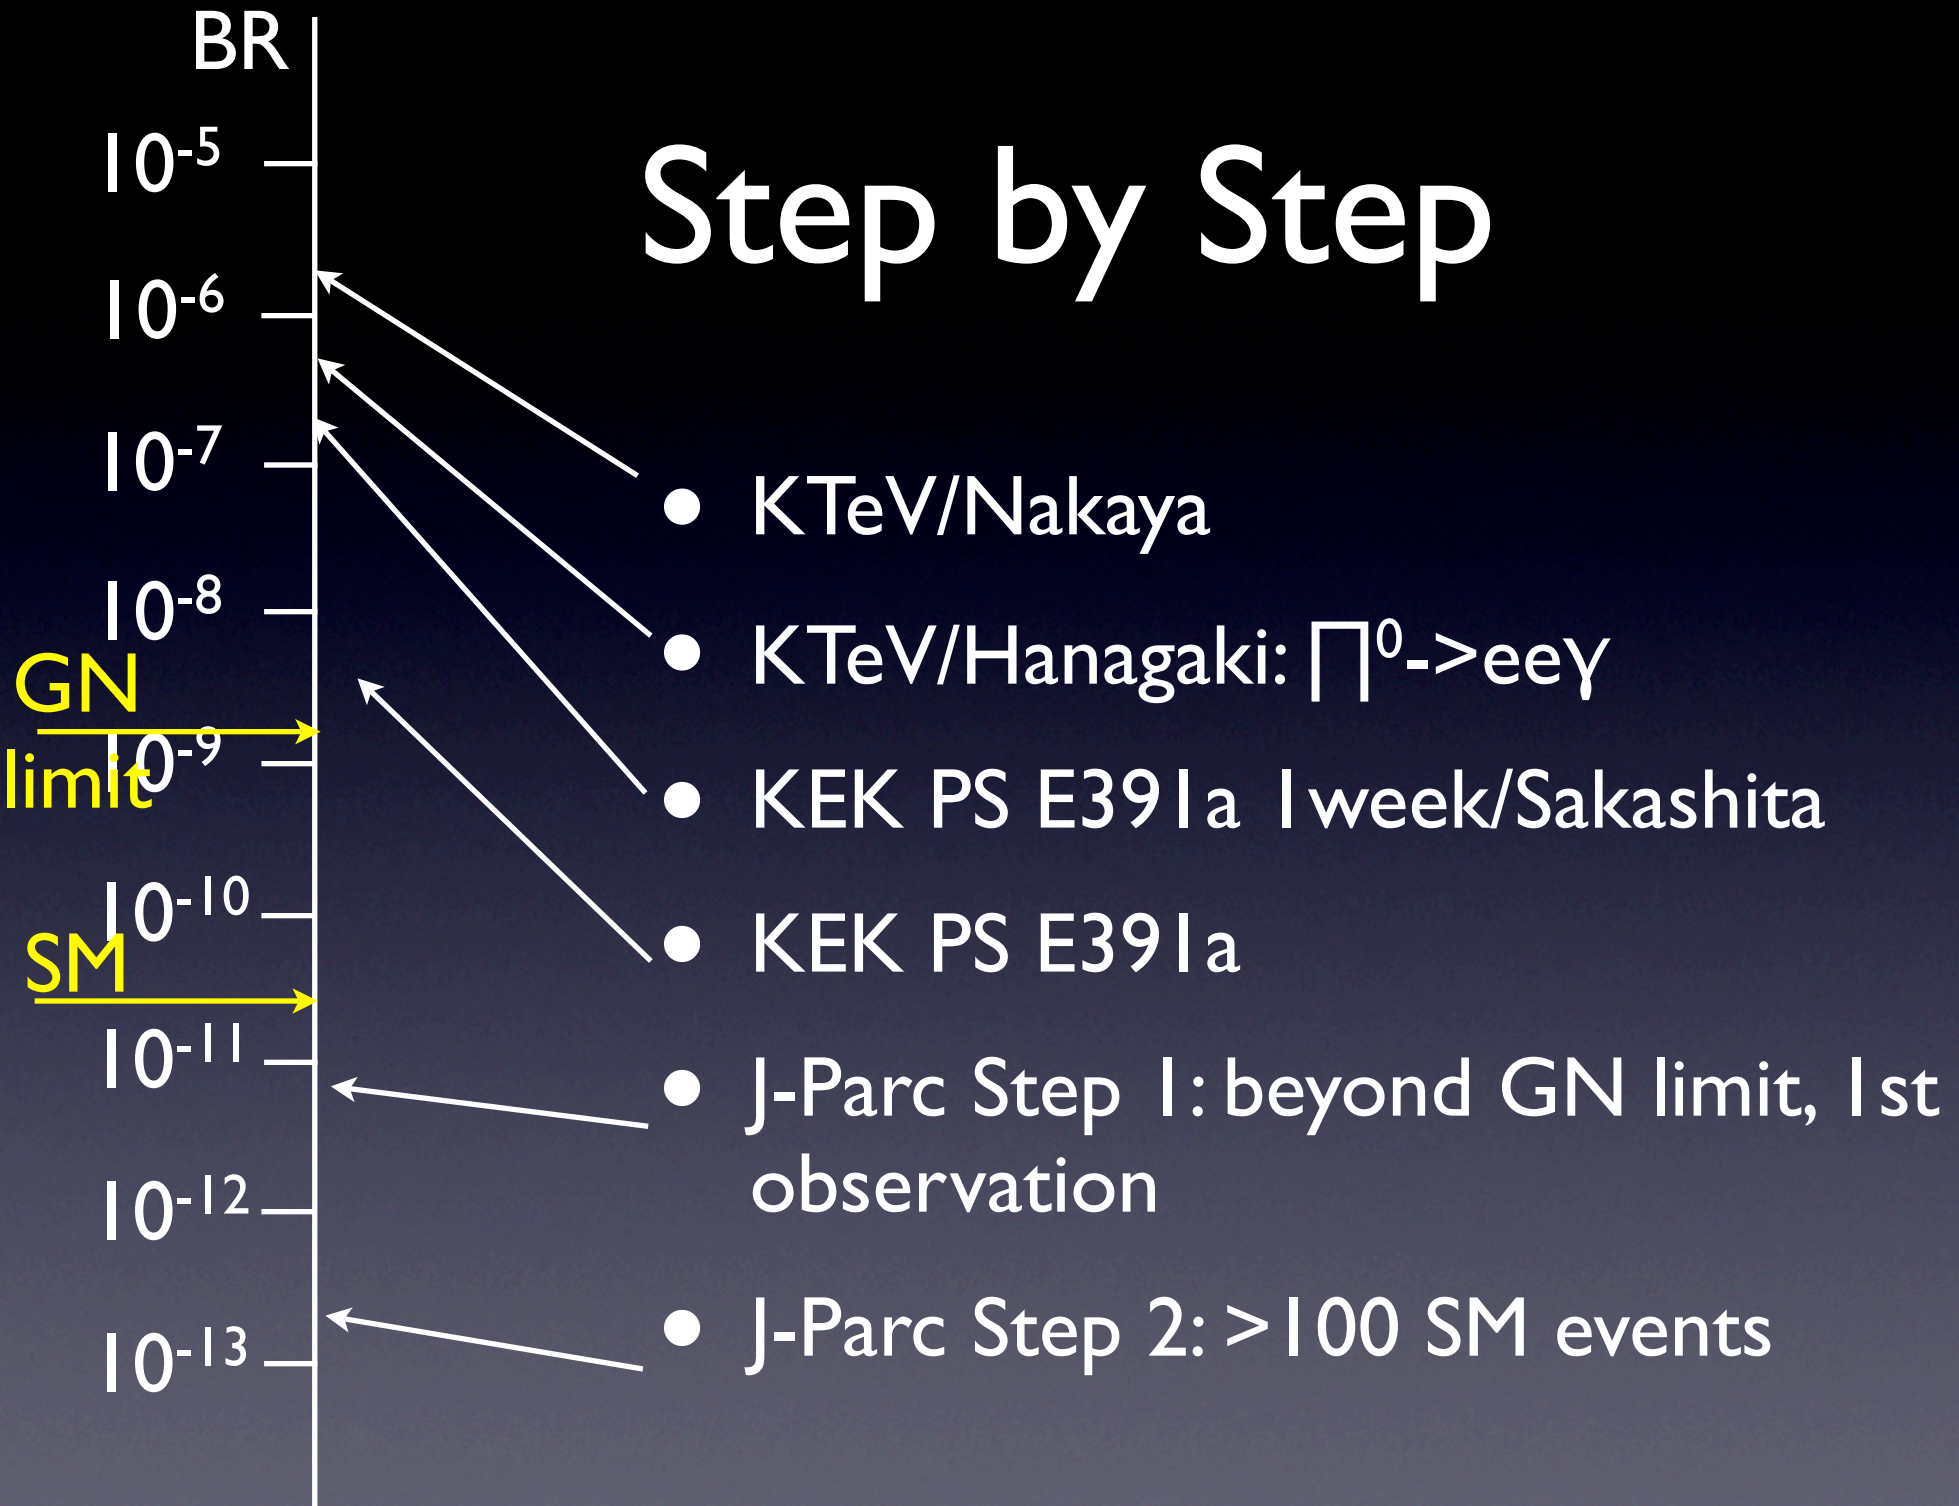 BR
10⁻⁵
Step by Step
10⁻⁶
10⁻⁷
10⁻⁸
GN
limit
10⁻⁹
10⁻¹⁰
SM
10⁻¹¹
10⁻¹²
10⁻¹³
• KTeV/Nakaya
• KTeV/Hanagaki: ∏⁰->eeγ
• KEK PS E391a 1week/Sakashita
• KEK PS E391a
• J-Parc Step 1: beyond GN limit, 1st
observation
• J-Parc Step 2: >100 SM events